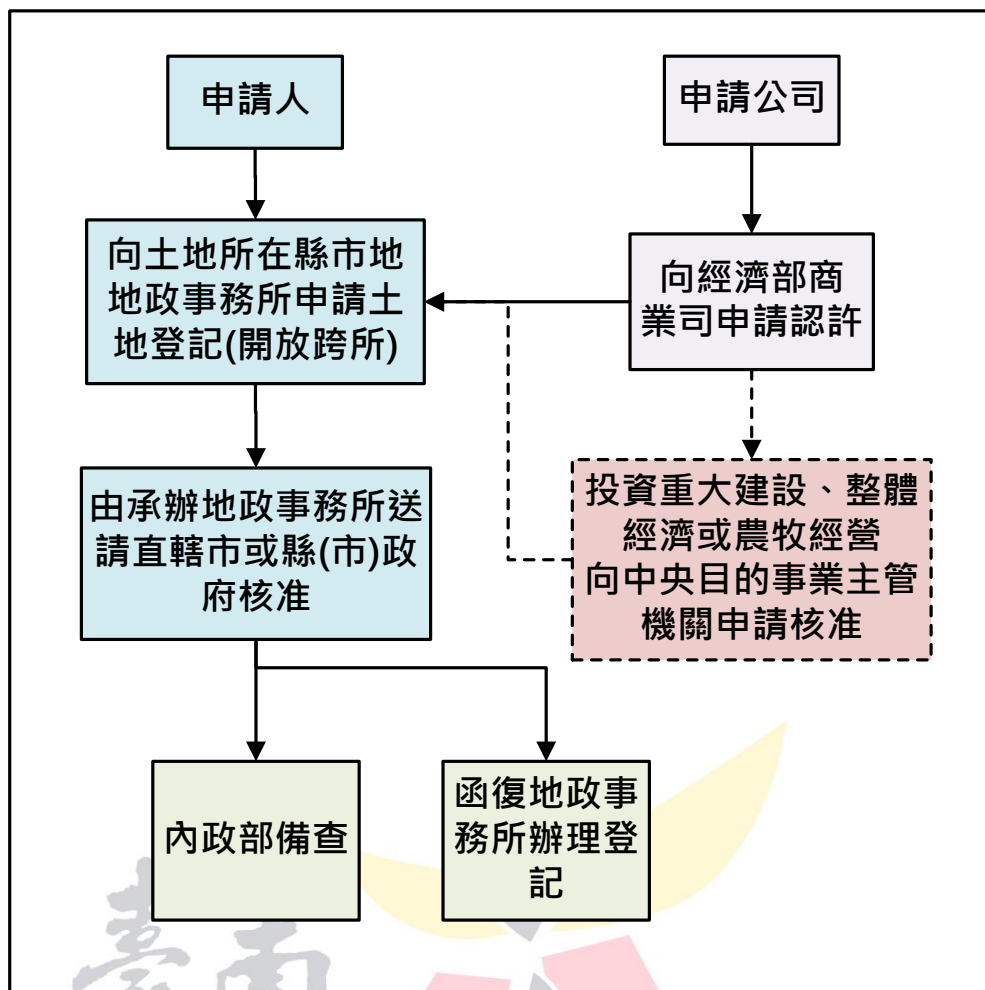 申請人
申請公司
向土地所在縣市地
地政事務所申請土
地登記(開放跨所)
向經濟部商
業司申請認許
由承辦地政事務所送
請直轄市或縣(市)政
府核准
投資重大建設、整體
經濟或農牧經營
向中央目的事業主管
機關申請核准
內政部備查
函復地政事
務所辦理登
記
臺南